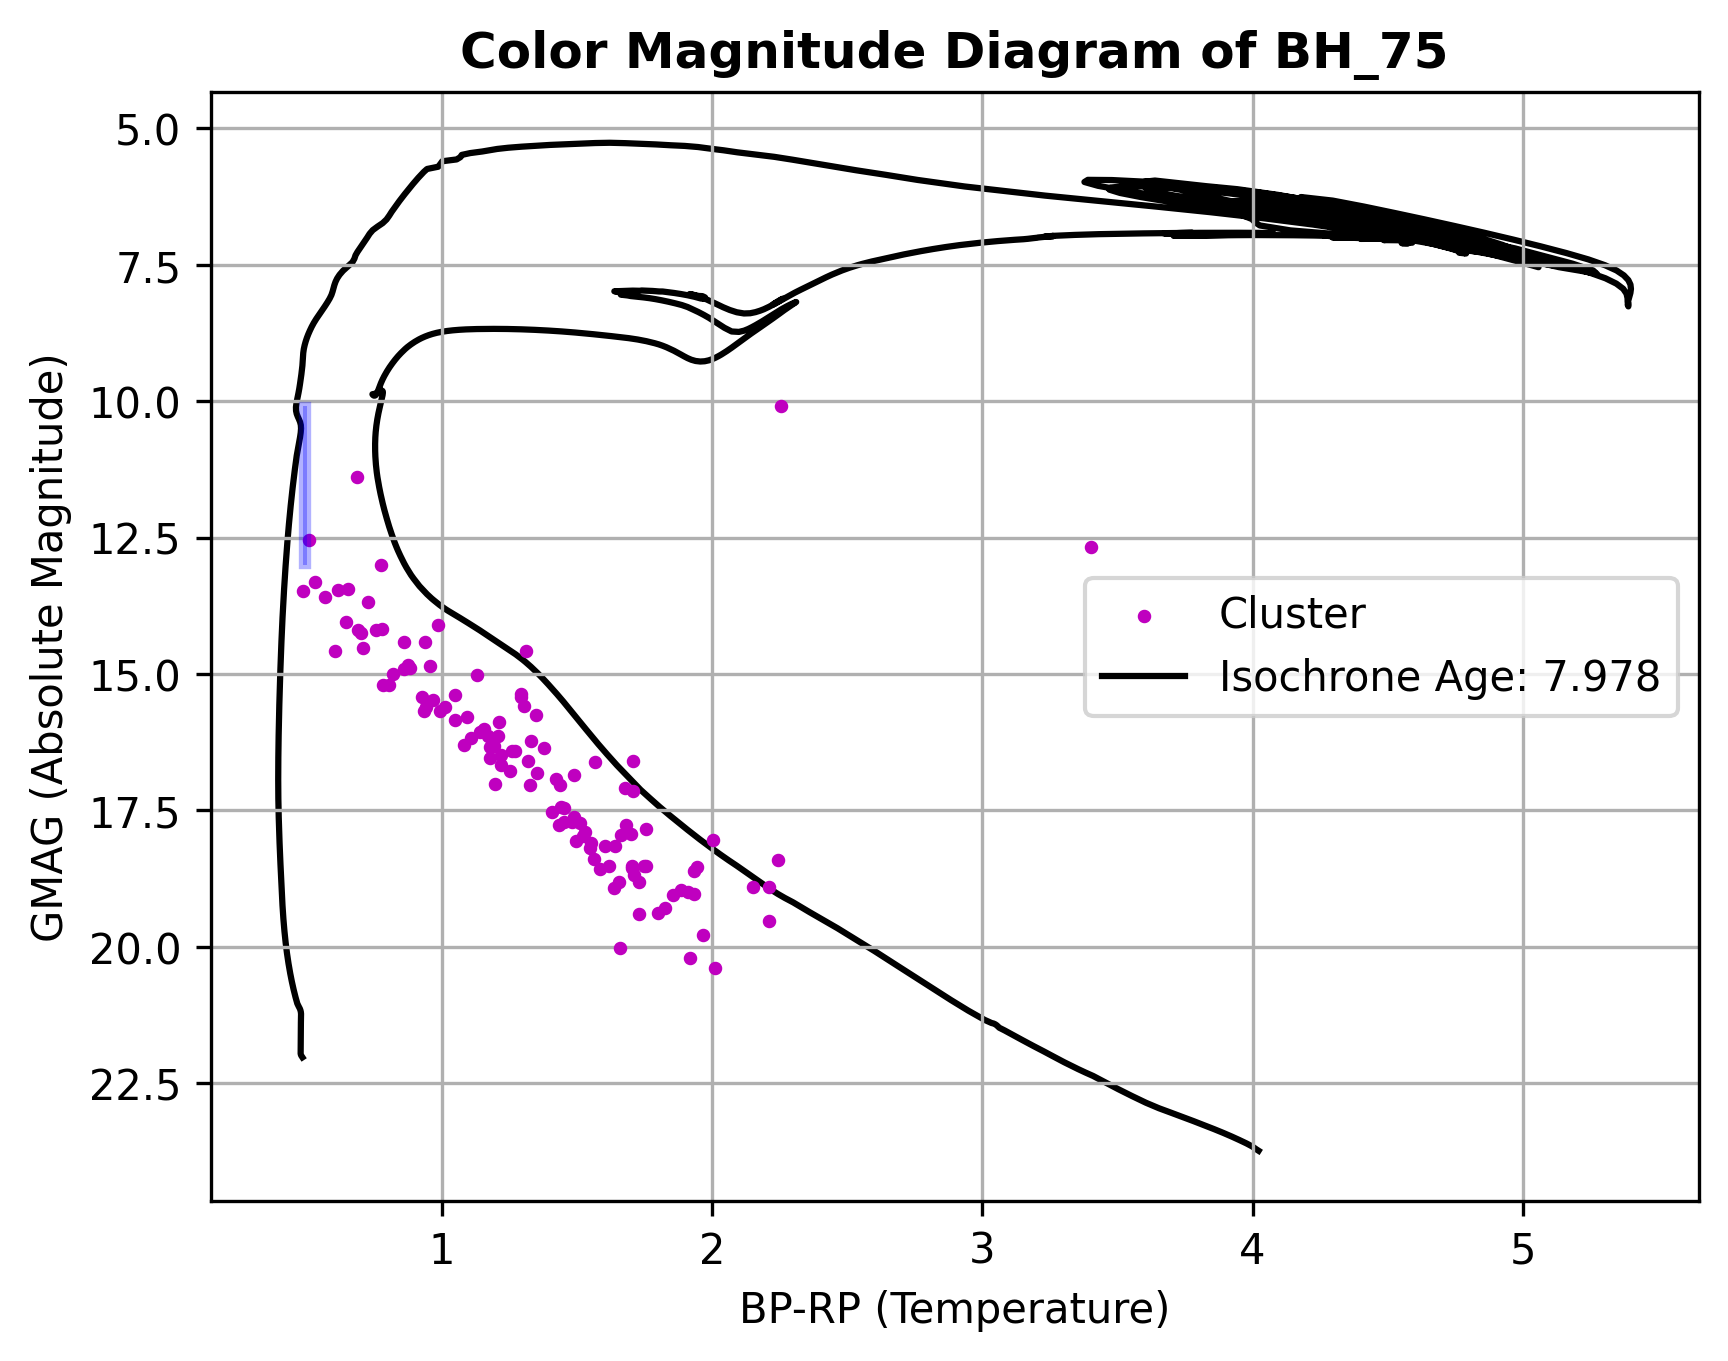 Color Magnitude Diagram of BH_75
GMAG (Absolute Magnitude)
5.0
7.5
10.0
12.5
15.0
17.5
20.0
22.5
Cluster
Isochrone Age: 7.978
1 2 3 4 5
BP-RP (Temperature)